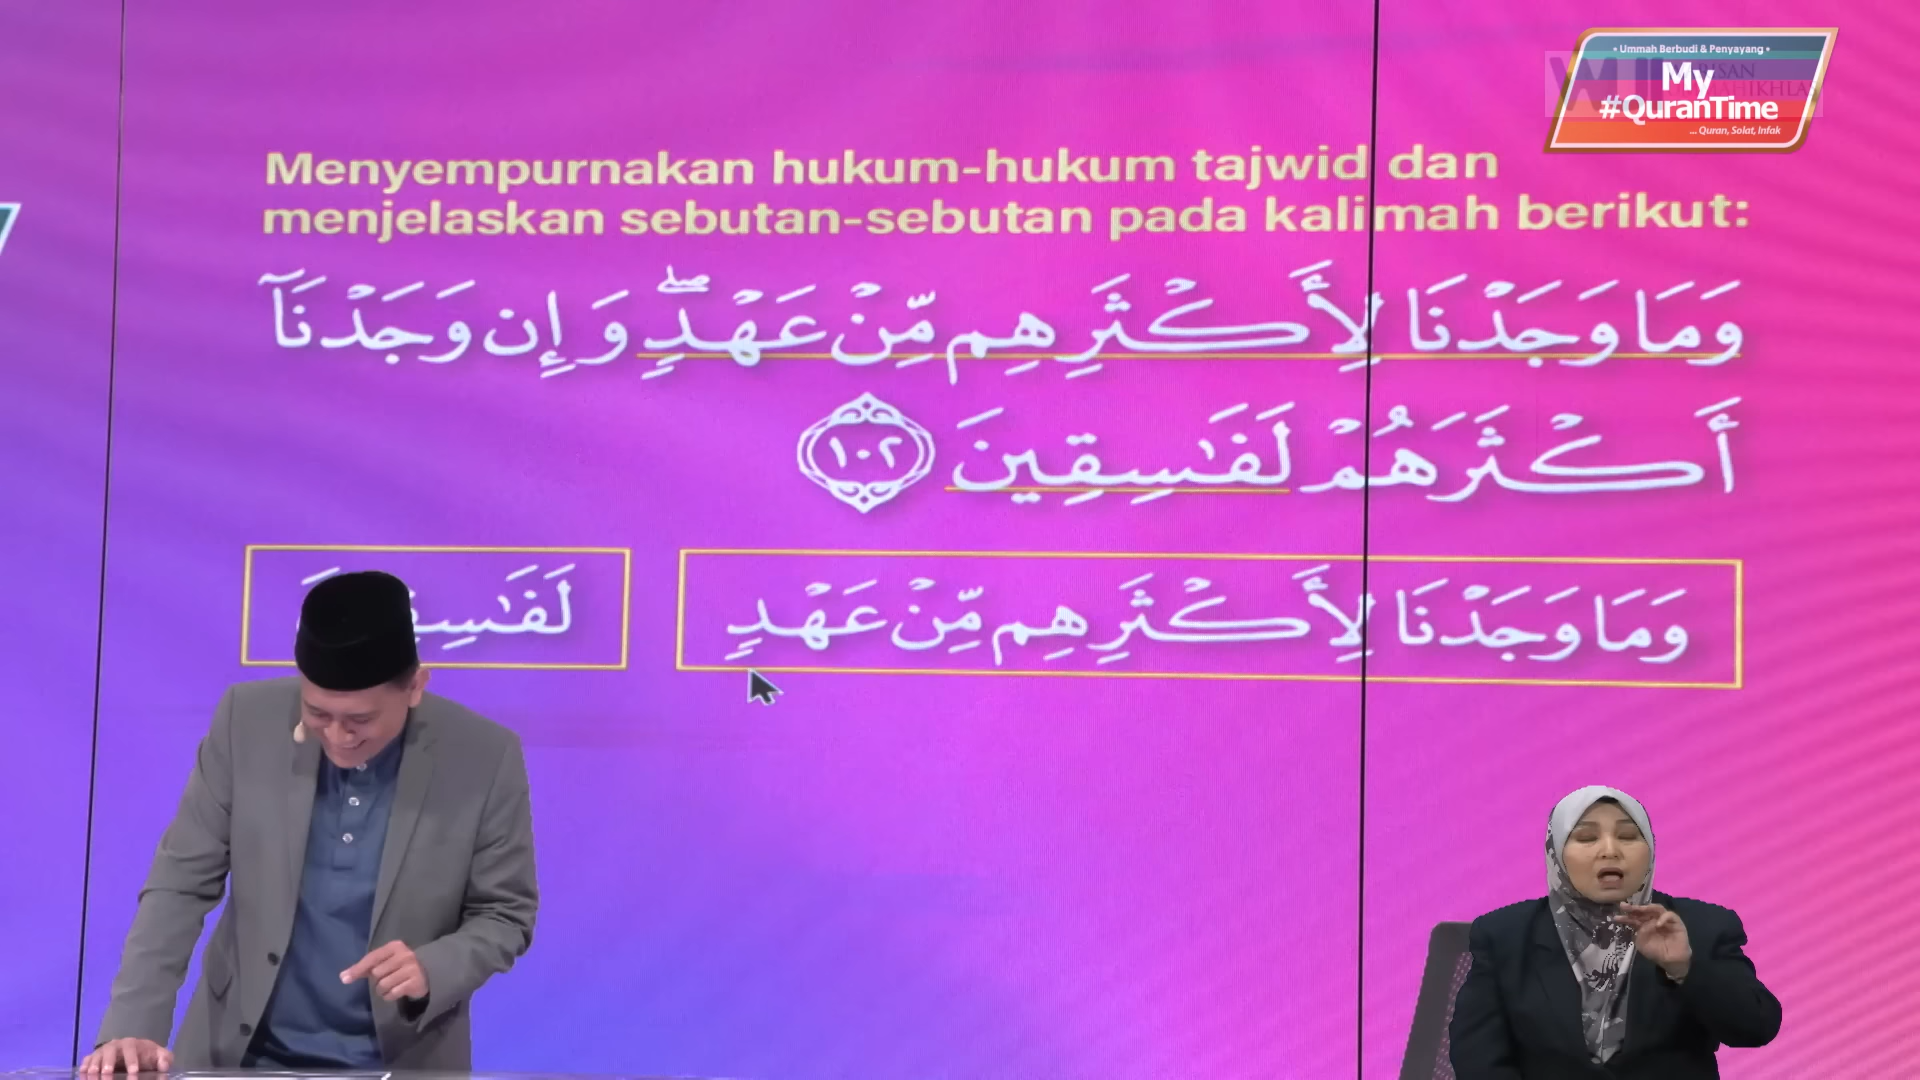 • Ummah Berbudi & Penyayang •
My
#QuranTime
... Quran, Solat, Infak
Menyempurnakan hukum-hukum tajwid dan
menjelaskan sebutan-sebutan pada kalimah berikut:
وَمَا وَجَدْنَا لِأَكْثَرِهِم مِّنْ عَهْدٍ ۖ وَإِن وَجَدْنَآ
أَكْثَرَهُمْ لَفَٰسِقِينَ ١٠٢
وَمَا وَجَدْنَا لِأَكْثَرِهِم مِّنْ عَهْدٍ